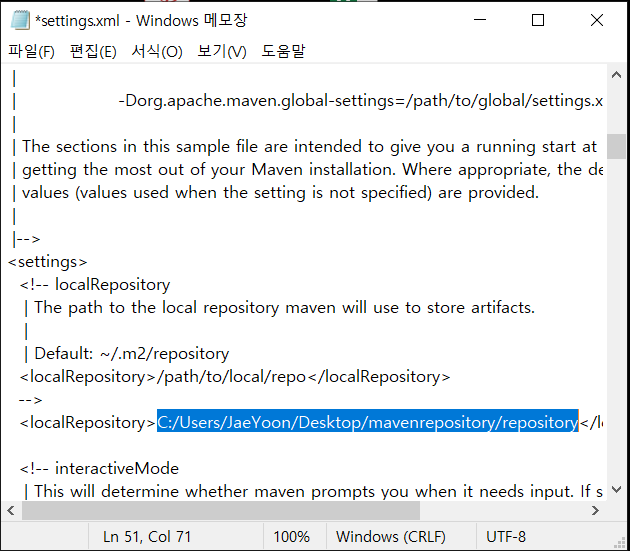 *settings.xml - Windows 메모장
파일(F) 편집(E) 서식(O) 보기(V) 도움말
|
| -Dorg.apache.maven.global-settings=/path/to/global/settings.x
|
| The sections in this sample file are intended to give you a running start at
| getting the most out of your Maven installation. Where appropriate, the de
| values (values used when the setting is not specified) are provided.
|
|-->
<settings>
<!-- localRepository
| The path to the local repository maven will use to store artifacts.
|
| Default: ~/.m2/repository
<localRepository>/path/to/local/repo</localRepository>
-->
<localRepository>C:/Users/JaeYoon/Desktop/mavenrepository/repository</lo
<!-- interactiveMode
| This will determine whether maven prompts you when it needs input. If s
Ln 51, Col 71 100% Windows (CRLF) UTF-8